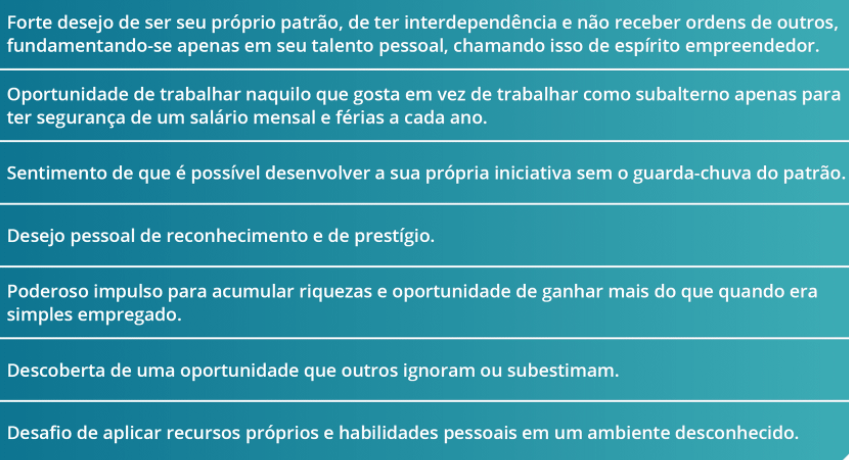 Forte desejo de ser seu próprio patrão, de ter interdependência e não receber ordens de outros,
fundamentando-se apenas em seu talento pessoal, chamando isso de espírito empreendedor.
Oportunidade de trabalhar naquilo que gosta em vez de trabalhar como subalterno apenas para
ter segurança de um salário mensal e férias a cada ano.
Sentimento de que é possível desenvolver a sua própria iniciativa sem o guarda-chuva do patrão.
Desejo pessoal de reconhecimento e de prestígio.
Poderoso impulso para acumular riquezas e oportunidade de ganhar mais do que quando era
simples empregado.
Descoberta de uma oportunidade que outros ignoram ou subestimam.
Desafio de aplicar recursos próprios e habilidades pessoais em um ambiente desconhecido.